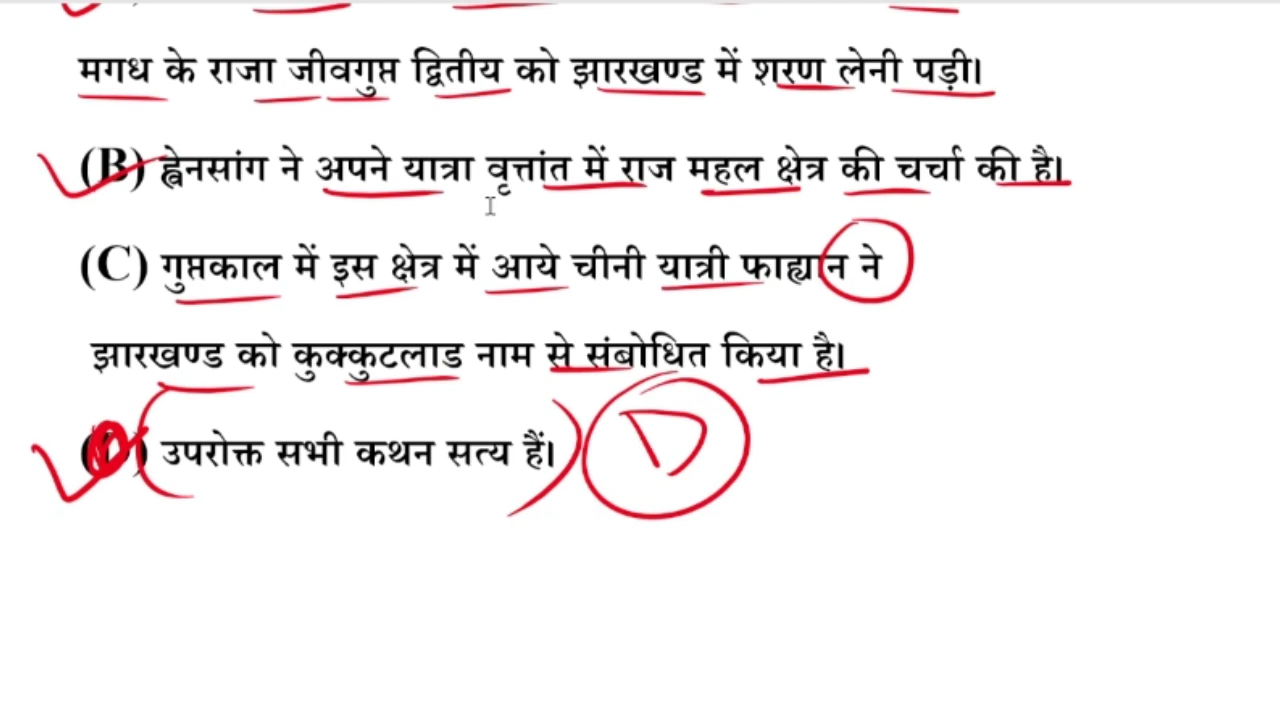 मगध के राजा जीवगुप्त द्वितीय को झारखण्ड में शरण लेनी पड़ी।
(B) ह्वेनसांग ने अपने यात्रा वृत्तांत में राज महल क्षेत्र की चर्चा की है।
(C) गुप्तकाल में इस क्षेत्र में आये चीनी यात्री फाह्यान ने
झारखण्ड को कुक्कुटलाड नाम से संबोधित किया है।
उपरोक्त सभी कथन सत्य हैं। D